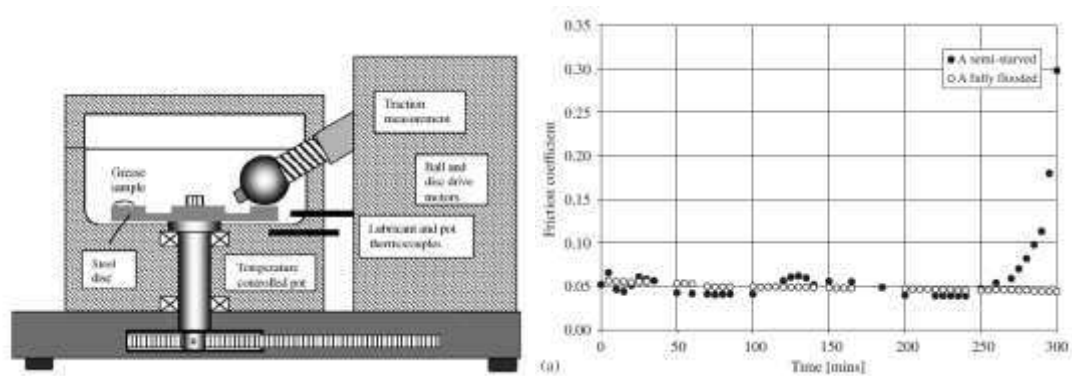 Traction
measurement
Grease
sample
Ball and
disc drive
motors
Lubricant and pot
thermocouples
Steel
disc
Temperature
controlled pot
(a)
0.35
0.30
0.25
0.20
0.15
0.10
0.05
0.00
Friction coefficient
A semi-starved
A fully flooded
0
50
100
150
200
250
300
Time [mins]